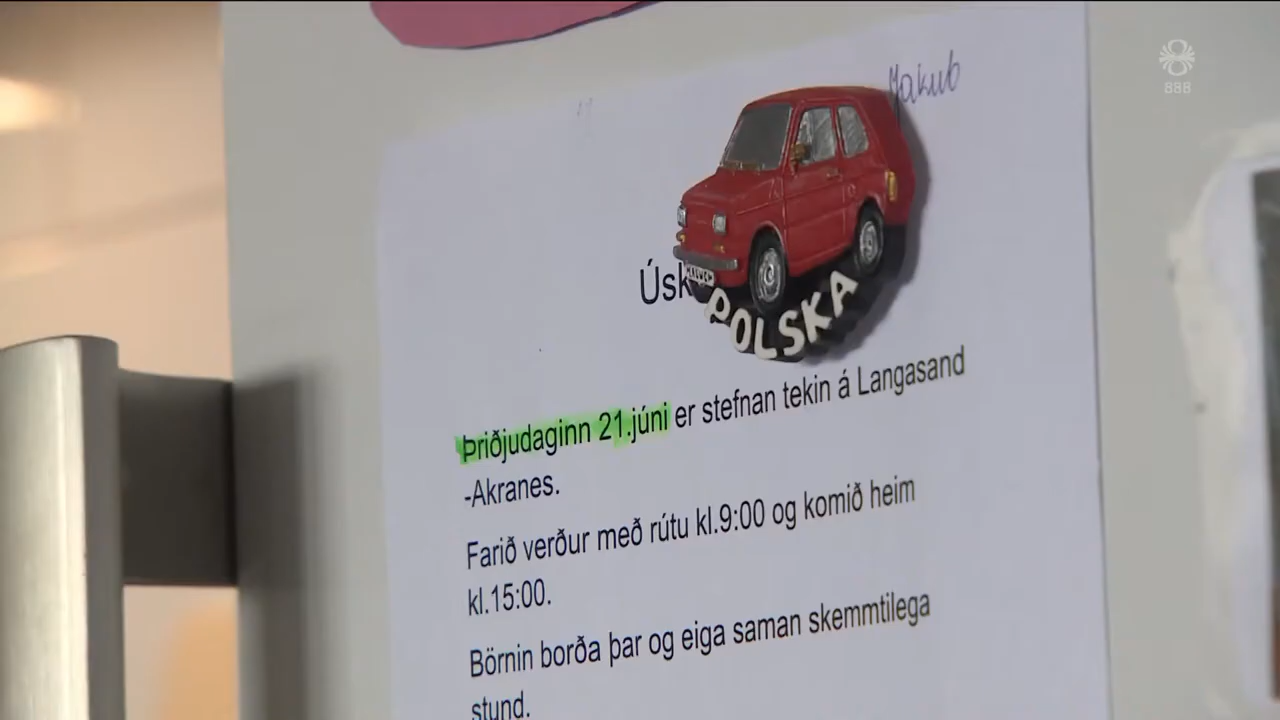 888
Jakub
Úsk
POLSKA
Þriðjudaginn 21.júní er stefnan tekin á Langasand
-Akranes.
Farið verður með rútu kl.9:00 og komið heim
kl.15:00.
Börnin borða þar og eiga saman skemmtilega
stund.